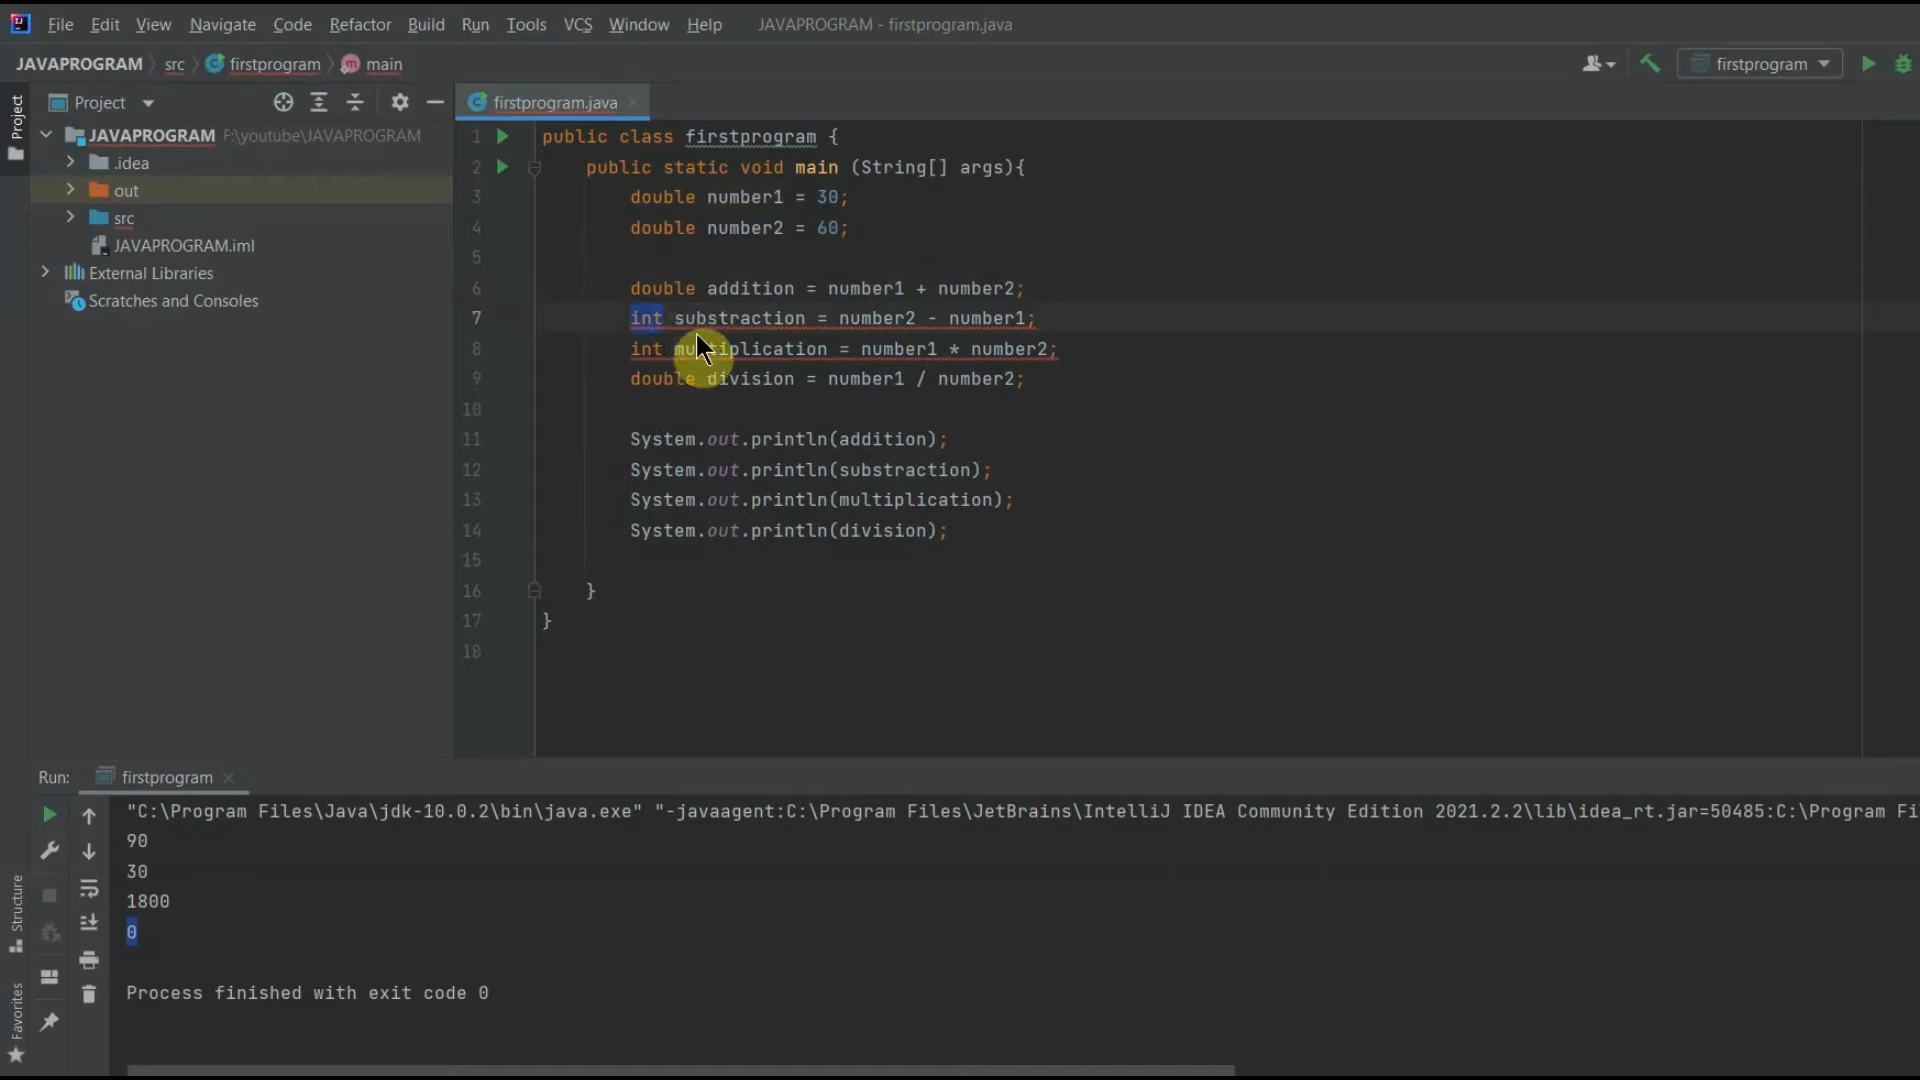 File Edit View Navigate Code Refactor Build Run Tools VCS Window Help JAVAPROGRAM - firstprogram.java
JAVAPROGRAM src firstprogram main firstprogram
Project firstprogram.java
Project
JAVAPROGRAM F:\youtube\JAVAPROGRAM
.idea
out
src
JAVAPROGRAM.iml
External Libraries
Scratches and Consoles
1 public class firstprogram {
2 public static void main (String[] args){
3 double number1 = 30;
4 double number2 = 60;
5
6 double addition = number1 + number2;
7 int substraction = number2 - number1;
8 int multiplication = number1 * number2;
9 double division = number1 / number2;
10
11 System.out.println(addition);
12 System.out.println(substraction);
13 System.out.println(multiplication);
14 System.out.println(division);
15
16 }
17 }
18
Run: firstprogram
"C:\Program Files\Java\jdk-10.0.2\bin\java.exe" "-javaagent:C:\Program Files\JetBrains\IntelliJ IDEA Community Edition 2021.2.2\lib\idea_rt.jar=50485:C:\Program Fi
90
30
1800
0
Process finished with exit code 0
Structure
Favorites